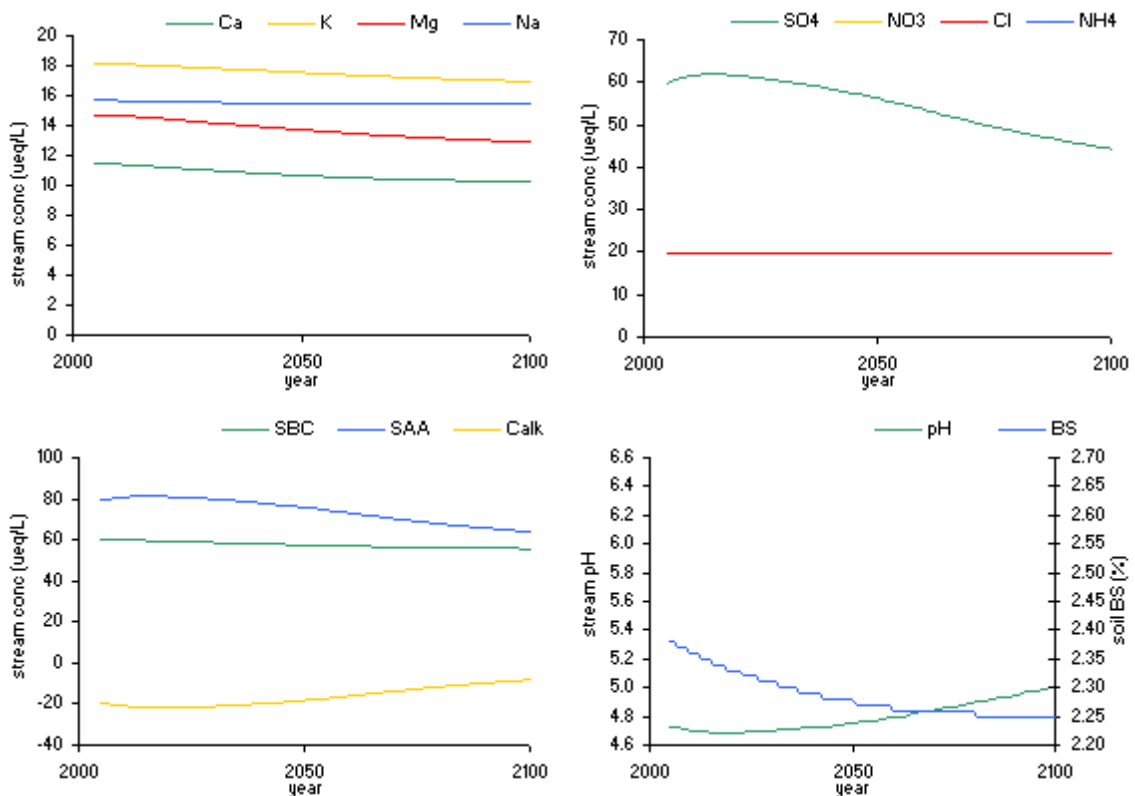 Ca K Mg Na
stream conc (ueq/L)
20
18
16
14
12
10
8
6
4
2
0
2000 2050 2100
year
SO4 NO3 Cl NH4
stream conc (ueq/L)
70
60
50
40
30
20
10
0
2000 2050 2100
year
SBC SAA Calk
stream conc (ueq/L)
100
80
60
40
20
0
-20
-40
2000 2050 2100
year
pH BS
stream pH
6.6
6.4
6.2
6.0
5.8
5.6
5.4
5.2
5.0
4.8
4.6
2.70
2.65
2.60
2.55
2.50
2.45
2.40
2.35
2.30
2.25
2.20
soil BS (%)
2000 2050 2100
year